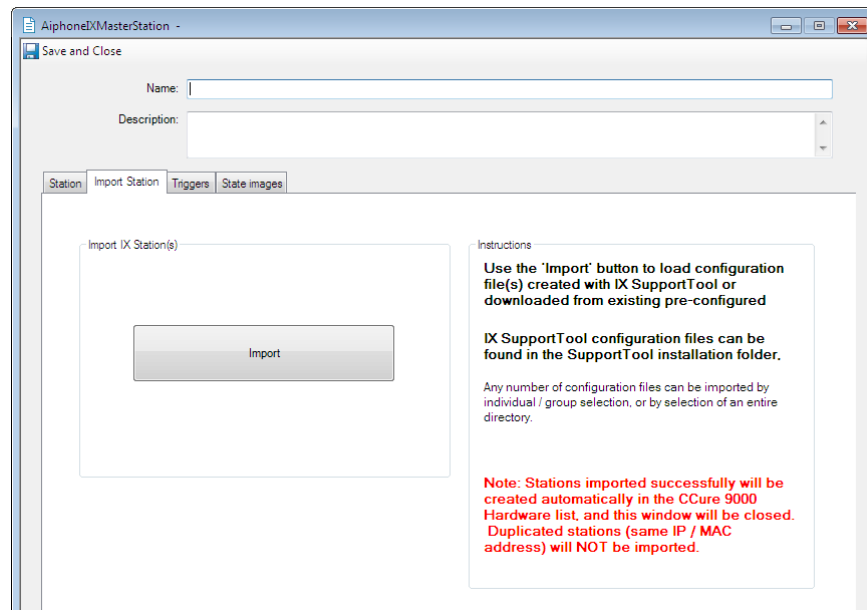 AiphoneIXMasterStation -
Save and Close
Name:
Description:
Station
Import Station
Triggers
State images
Import IX Station(s)
Import
Instructions
Use the 'Import' button to load configuration
file(s) created with IX SupportTool or
downloaded from existing pre-configured
IX SupportTool configuration files can be
found in the SupportTool installation folder,
Any number of configuration files can be imported by
individual / group selection, or by selection of an entire
directory.
Note: Stations imported successfully will be
created automatically in the CCure 9000
Hardware list, and this window will be closed.
Duplicated stations (same IP / MAC
address) will NOT be imported.